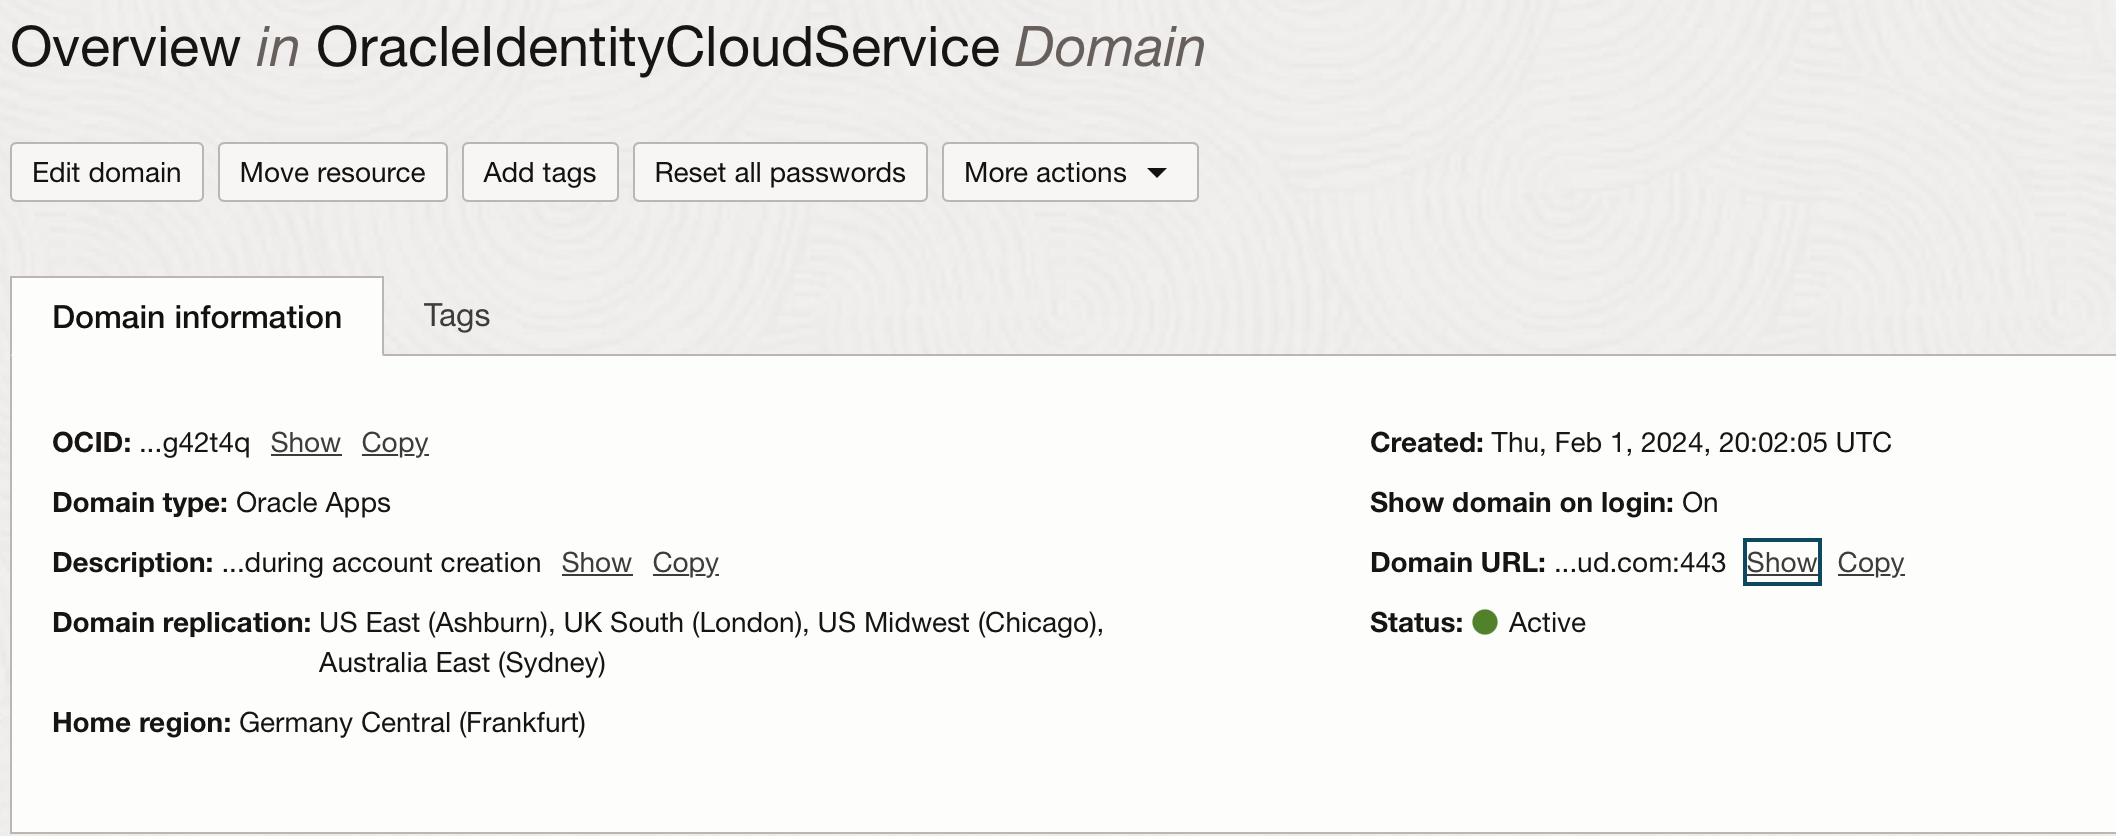 Overview in OracleIdentityCloudService Domain
Edit domain
Move resource
Add tags
Reset all passwords
More actions
Domain information
Tags
OCID: ...g42t4q Show Copy
Domain type: Oracle Apps
Description: ...during account creation Show Copy
Domain replication: US East (Ashburn), UK South (London), US Midwest (Chicago),
Australia East (Sydney)
Home region: Germany Central (Frankfurt)
Created: Thu, Feb 1, 2024, 20:02:05 UTC
Show domain on login: On
Domain URL: ...ud.com:443 Show Copy
Status: Active